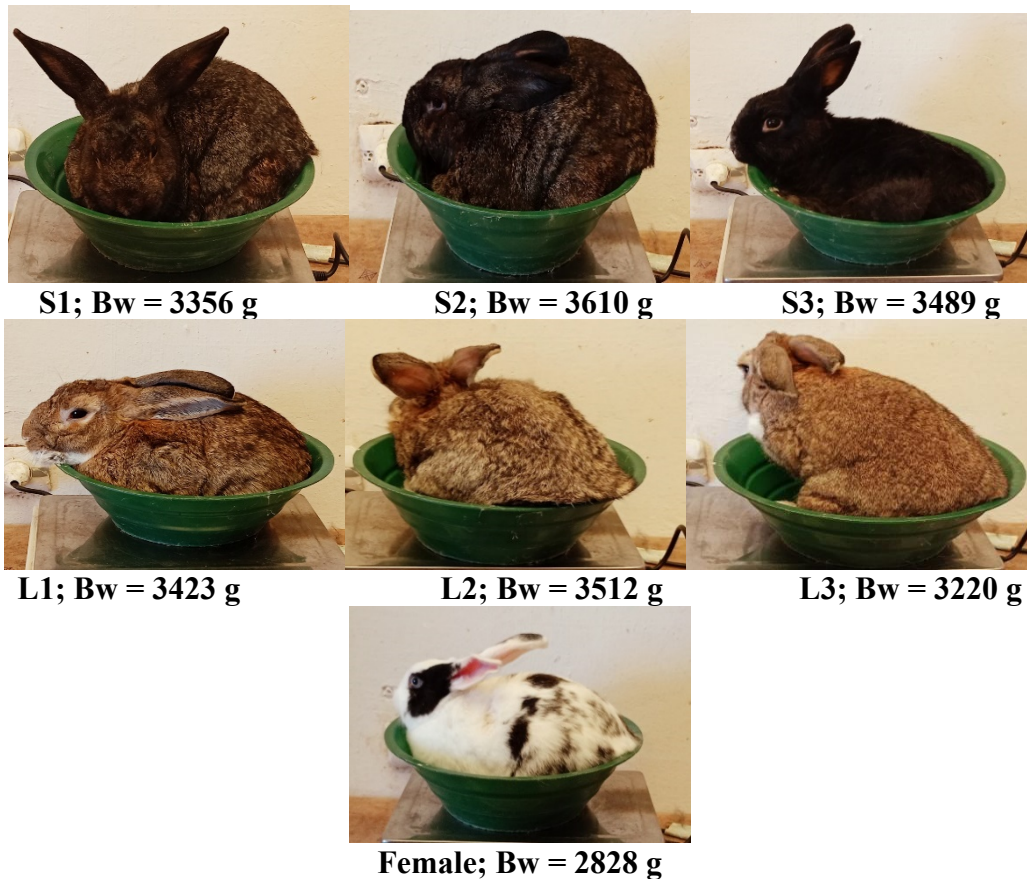 S1; Bw = 3356 g
S2; Bw = 3610 g
S3; Bw = 3489 g
L1; Bw = 3423 g
L2; Bw = 3512 g
L3; Bw = 3220 g
Female; Bw = 2828 g